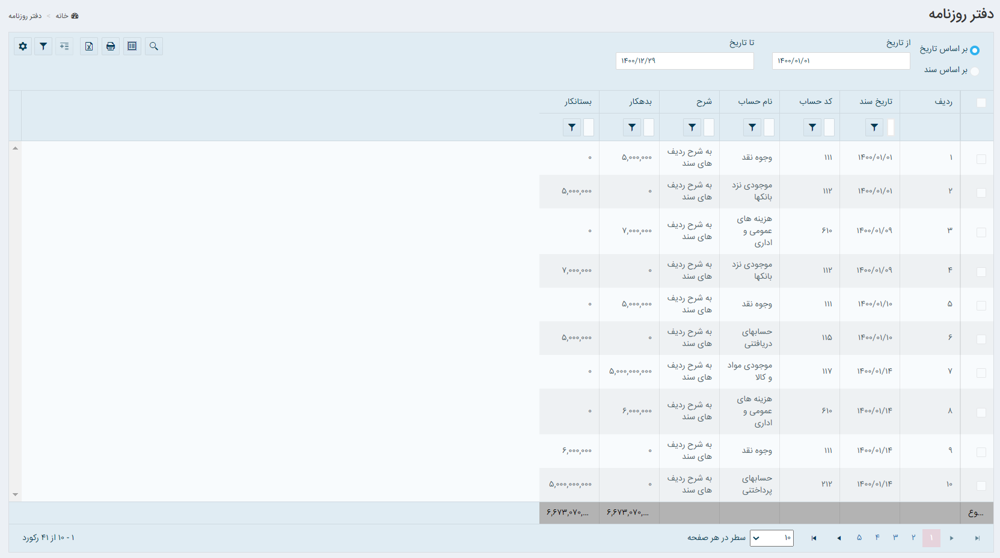 دفتر روزنامه
خانه > دفتر روزنامه
بر اساس تاریخ
بر اساس سند
از تاریخ
۱۴۰۰/۰۱/۰۱
تا تاریخ
۱۴۰۰/۱۲/۲۹
ردیف تاریخ سند کد حساب نام حساب شرح بدهکار بستانکار
۱ ۱۴۰۰/۰۱/۰۱ ۱۱۱ وجوه نقد به شرح ردیف های سند ۵,۰۰۰,۰۰۰ ۰
۲ ۱۴۰۰/۰۱/۰۱ ۱۱۲ موجودی نزد بانکها به شرح ردیف های سند ۰ ۵,۰۰۰,۰۰۰
۳ ۱۴۰۰/۰۱/۰۹ ۶۱۰ هزینه های عمومی و اداری به شرح ردیف های سند ۷,۰۰۰,۰۰۰ ۰
۴ ۱۴۰۰/۰۱/۰۹ ۱۱۲ موجودی نزد بانکها به شرح ردیف های سند ۰ ۷,۰۰۰,۰۰۰
۵ ۱۴۰۰/۰۱/۱۰ ۱۱۱ وجوه نقد به شرح ردیف های سند ۵,۰۰۰,۰۰۰ ۰
۶ ۱۴۰۰/۰۱/۱۰ ۱۱۵ حسابهای دریافتنی به شرح ردیف های سند ۰ ۵,۰۰۰,۰۰۰
۷ ۱۴۰۰/۰۱/۱۴ ۱۱۷ موجودی مواد و کالا به شرح ردیف های سند ۵,۰۰۰,۰۰۰,۰۰۰ ۰
۸ ۱۴۰۰/۰۱/۱۴ ۶۱۰ هزینه های عمومی و اداری به شرح ردیف های سند ۶,۰۰۰,۰۰۰ ۰
۹ ۱۴۰۰/۰۱/۱۴ ۱۱۱ وجوه نقد به شرح ردیف های سند ۰ ۶,۰۰۰,۰۰۰
۱۰ ۱۴۰۰/۰۱/۱۴ ۲۱۲ حسابهای پرداختنی به شرح ردیف های سند ۰ ۵,۰۰۰,۰۰۰,۰۰۰
...وع ۶,۶۷۳,۰۷۰,... ۶,۶۷۳,۰۷۰,...
۱ ۲ ۳ ۴ ۵
۱۰ سطر در هر صفحه
۱ - ۱۰ از ۴۱ رکورد